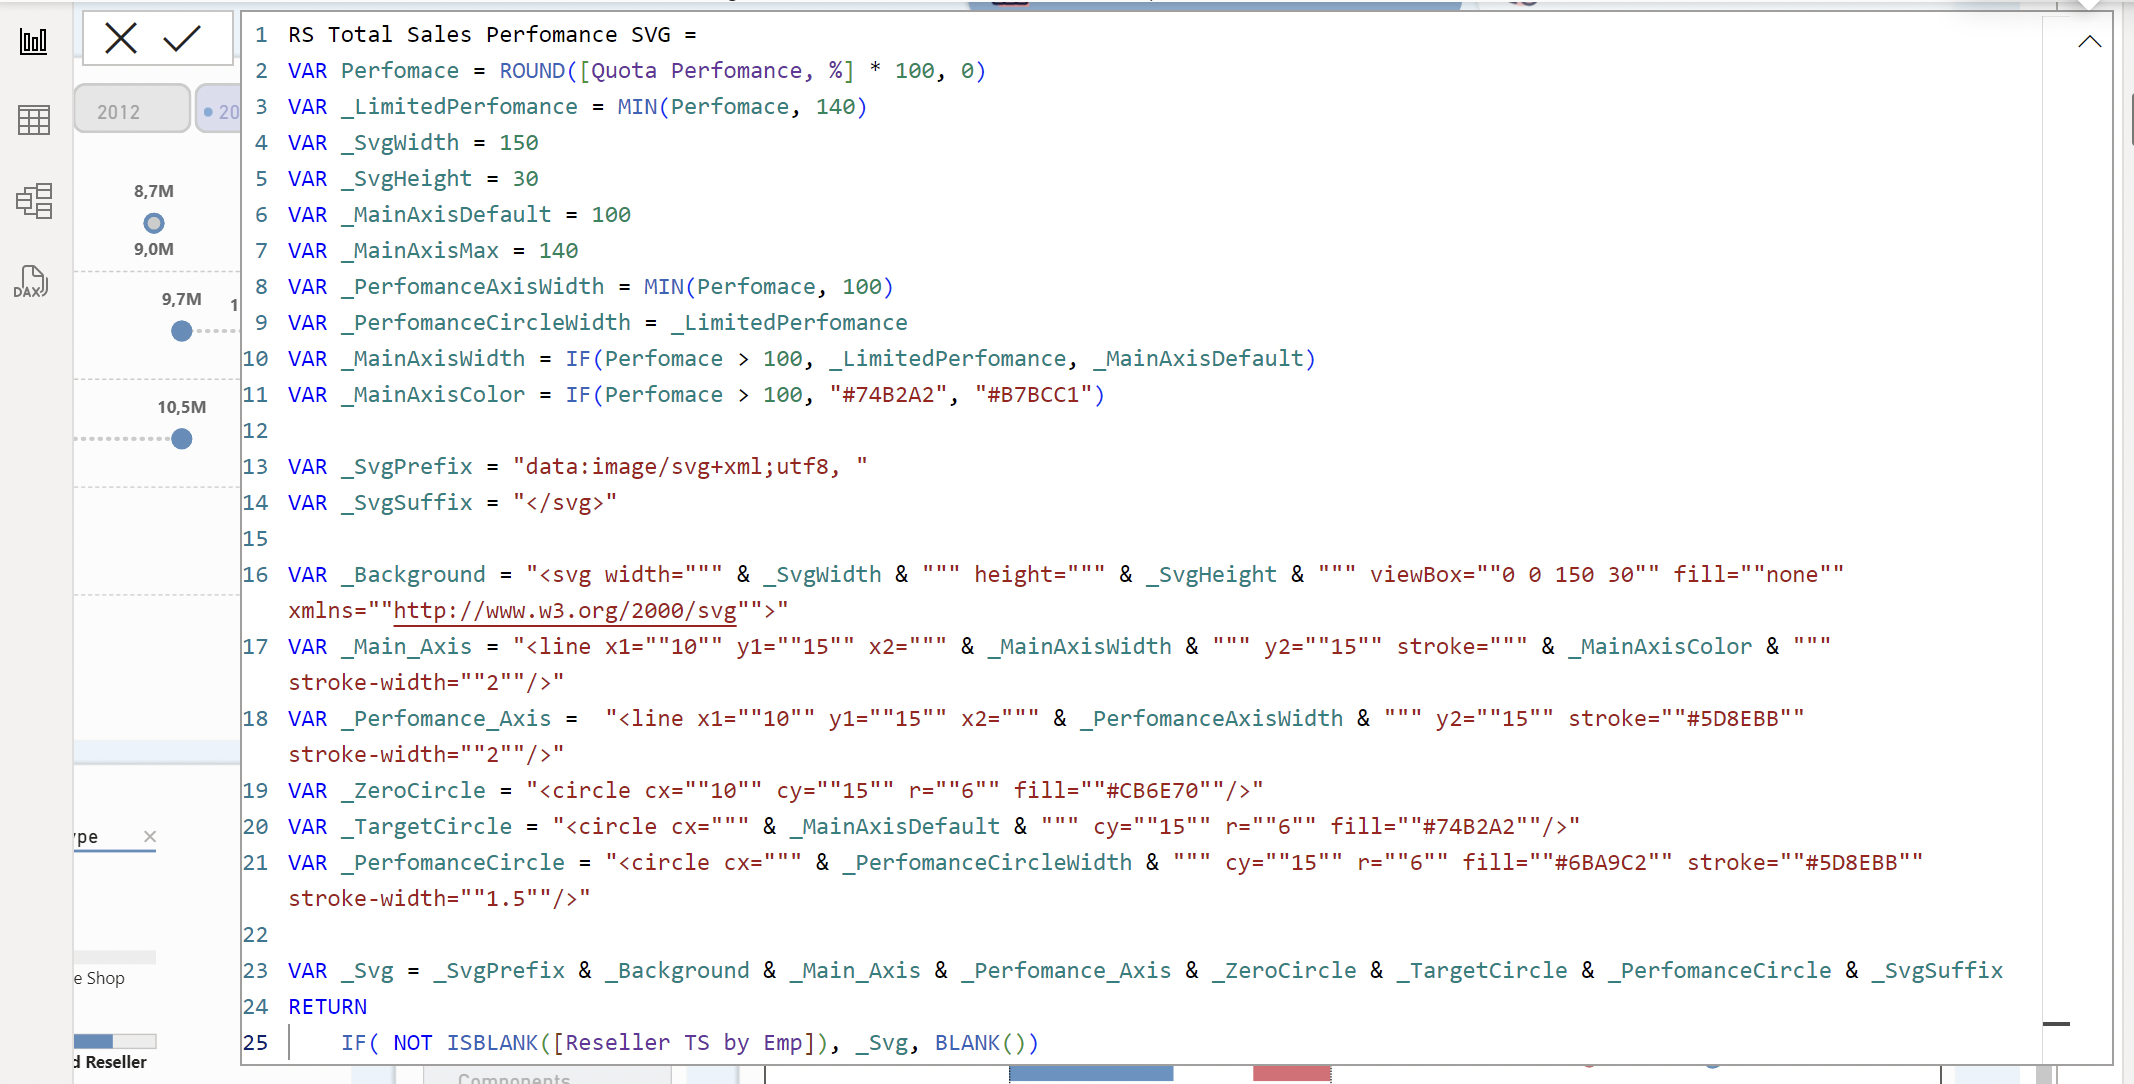 RS Total Sales Perfomance SVG =
VAR Perfomace = ROUND([Quota Perfomance, %] * 100, 0)
VAR _LimitedPerfomance = MIN(Perfomace, 140)
VAR _SvgWidth = 150
VAR _SvgHeight = 30
VAR _MainAxisDefault = 100
VAR _MainAxisMax = 140
VAR _PerfomanceAxisWidth = MIN(Perfomace, 100)
VAR _PerfomanceCircleWidth = _LimitedPerfomance
VAR _MainAxisWidth = IF(Perfomace > 100, _LimitedPerfomance, _MainAxisDefault)
VAR _MainAxisColor = IF(Perfomace > 100, "#74B2A2", "#B7BCC1")
VAR _SvgPrefix = "data:image/svg+xml;utf8, "
VAR _SvgSuffix = "</svg>"
VAR _Background = "<svg width=""" & _SvgWidth & """ height=""" & _SvgHeight & """ viewBox=""0 0 150 30"" fill=""none""
xmlns=""http://www.w3.org/2000/svg"">"
VAR _Main_Axis = "<line x1=""10"" y1=""15"" x2=""" & _MainAxisWidth & """ y2=""15"" stroke=""" & _MainAxisColor & """
stroke-width=""2""/>"
VAR _Perfomance_Axis =  "<line x1=""10"" y1=""15"" x2=""" & _PerfomanceAxisWidth & """ y2=""15"" stroke=""#5D8EBB""
stroke-width=""2""/>"
VAR _ZeroCircle = "<circle cx=""10"" cy=""15"" r=""6"" fill=""#CB6E70""/>"
VAR _TargetCircle = "<circle cx=""" & _MainAxisDefault & """ cy=""15"" r=""6"" fill=""#74B2A2""/>"
VAR _PerfomanceCircle = "<circle cx=""" & _PerfomanceCircleWidth & """ cy=""15"" r=""6"" fill=""#6BA9C2"" stroke=""#5D8EBB""
stroke-width=""1.5""/>"
VAR _Svg = _SvgPrefix & _Background & _Main_Axis & _Perfomance_Axis & _ZeroCircle & _TargetCircle & _PerfomanceCircle & _SvgSuffix
RETURN
IF( NOT ISBLANK([Reseller TS by Emp]), _Svg, BLANK())
1
2
3
4
5
6
7
8
9
10
11
12
13
14
15
16
17
18
19
20
21
22
23
24
25
DAX
2012
20
8,7M
9,0M
9,7M
1
10,5M
ype
e Shop
d Reseller
Components